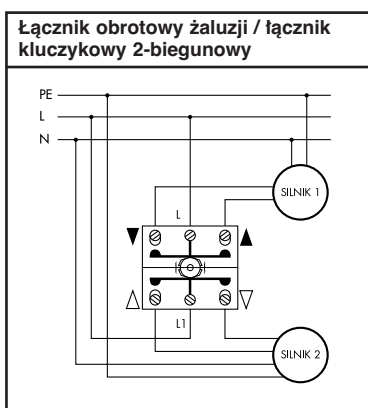 Łącznik obrotowy żaluzji / łącznik
kluczykowy 2-biegunowy
PE
L
N
SILNIK 1
L
L1
SILNIK 2